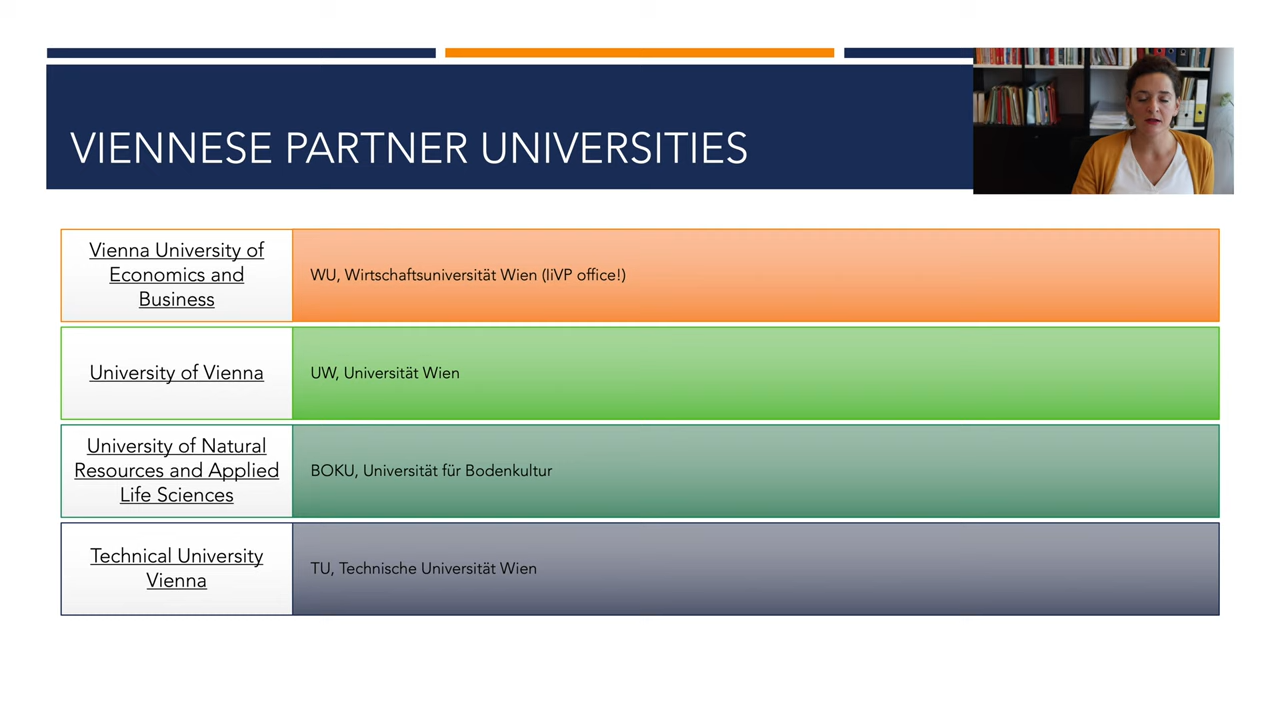 VIENNESE PARTNER UNIVERSITIES
Vienna University of
Economics and
Business
WU, Wirtschaftsuniversität Wien (IiVP office!)
University of Vienna
UW, Universität Wien
University of Natural
Resources and Applied
Life Sciences
BOKU, Universität für Bodenkultur
Technical University
Vienna
TU, Technische Universität Wien